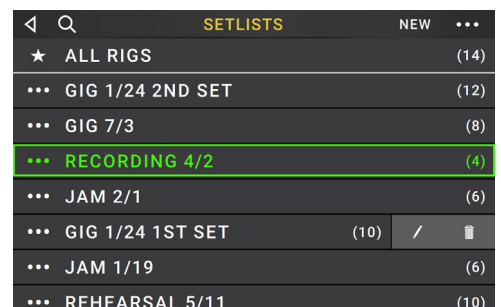 SETLISTS NEW •••
★ ALL RIGS (14)
••• GIG 1/24 2ND SET (12)
••• GIG 7/3 (8)
••• RECORDING 4/2 (4)
••• JAM 2/1 (6)
••• GIG 1/24 1ST SET (10)
••• JAM 1/19 (6)
••• REHEARSAL 5/11 (10)